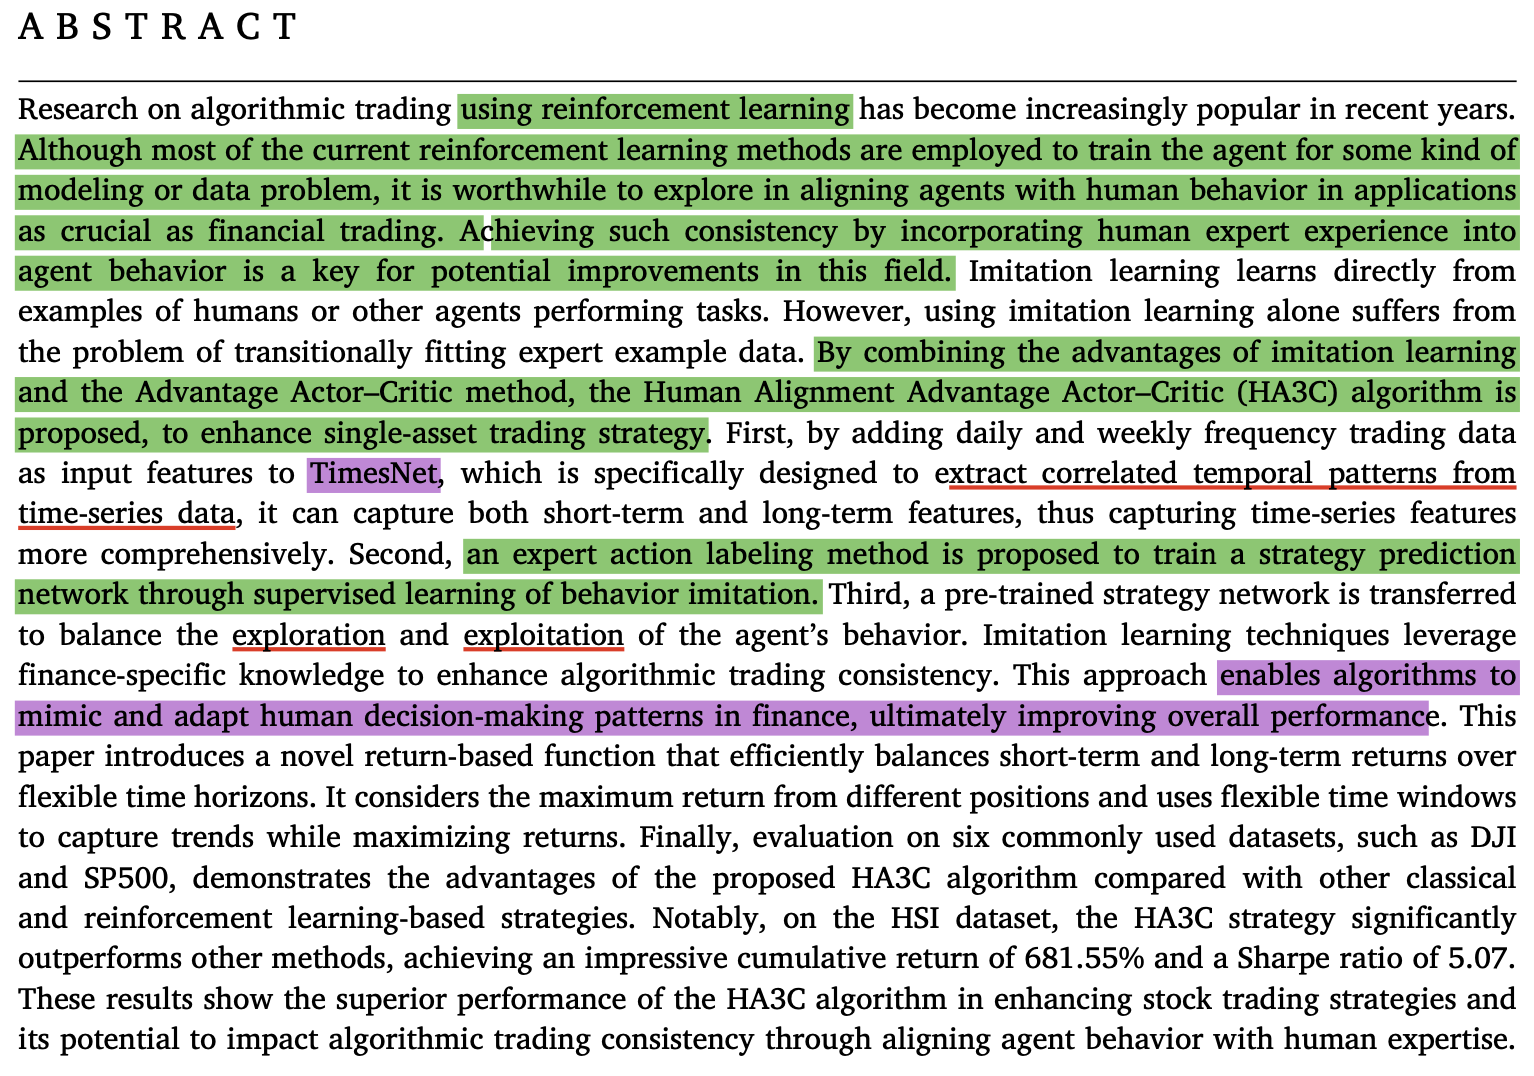 ABSTRACT
Research on algorithmic trading using reinforcement learning has become increasingly popular in recent years.
Although most of the current reinforcement learning methods are employed to train the agent for some kind of
modeling or data problem, it is worthwhile to explore in aligning agents with human behavior in applications
as crucial as financial trading. Achieving such consistency by incorporating human expert experience into
agent behavior is a key for potential improvements in this field. Imitation learning learns directly from
examples of humans or other agents performing tasks. However, using imitation learning alone suffers from
the problem of transitionally fitting expert example data. By combining the advantages of imitation learning
and the Advantage Actor–Critic method, the Human Alignment Advantage Actor–Critic (HA3C) algorithm is
proposed, to enhance single-asset trading strategy. First, by adding daily and weekly frequency trading data
as input features to TimesNet, which is specifically designed to extract correlated temporal patterns from
time-series data, it can capture both short-term and long-term features, thus capturing time-series features
more comprehensively. Second, an expert action labeling method is proposed to train a strategy prediction
network through supervised learning of behavior imitation. Third, a pre-trained strategy network is transferred
to balance the exploration and exploitation of the agent’s behavior. Imitation learning techniques leverage
finance-specific knowledge to enhance algorithmic trading consistency. This approach enables algorithms to
mimic and adapt human decision-making patterns in finance, ultimately improving overall performance. This
paper introduces a novel return-based function that efficiently balances short-term and long-term returns over
flexible time horizons. It considers the maximum return from different positions and uses flexible time windows
to capture trends while maximizing returns. Finally, evaluation on six commonly used datasets, such as DJI
and SP500, demonstrates the advantages of the proposed HA3C algorithm compared with other classical
and reinforcement learning-based strategies. Notably, on the HSI dataset, the HA3C strategy significantly
outperforms other methods, achieving an impressive cumulative return of 681.55% and a Sharpe ratio of 5.07.
These results show the superior performance of the HA3C algorithm in enhancing stock trading strategies and
its potential to impact algorithmic trading consistency through aligning agent behavior with human expertise.